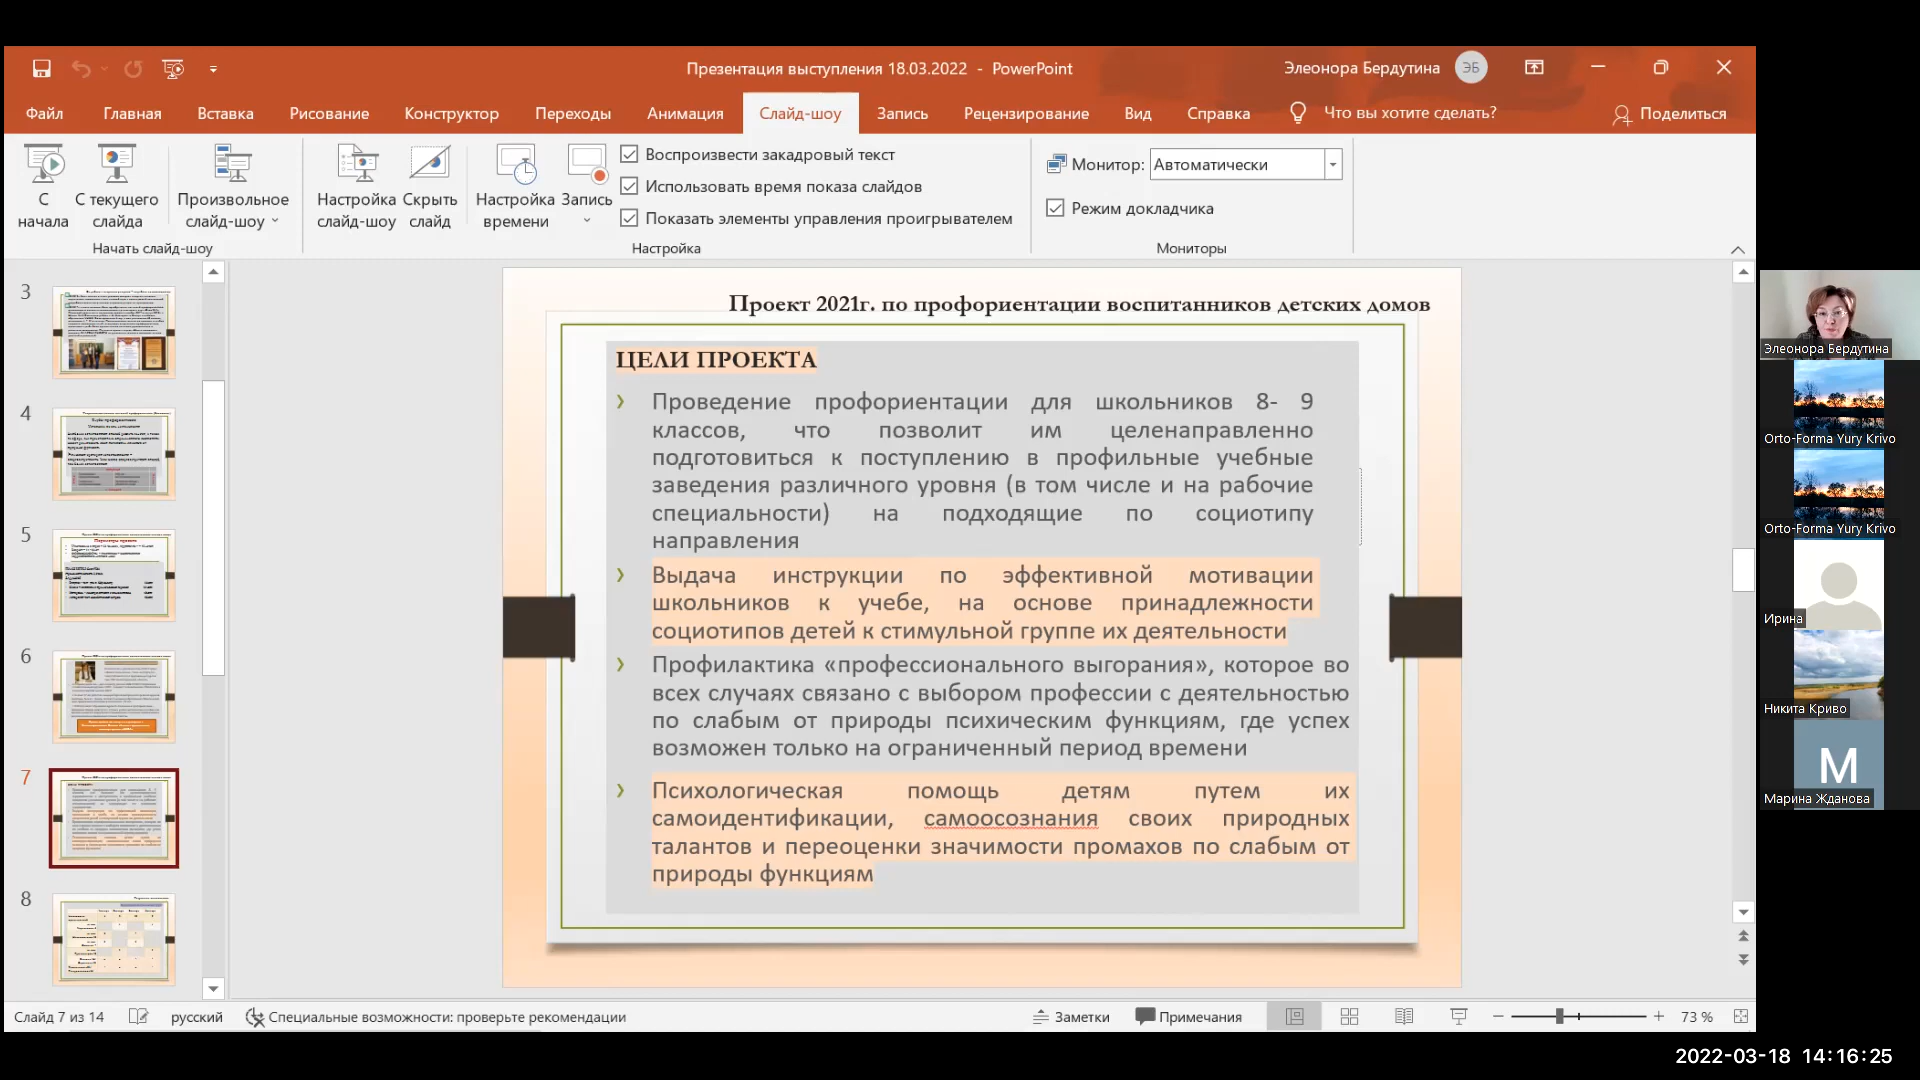 Презентация выступления 18.03.2022 - PowerPoint
Элеонора Бердутина
ЭБ
Файл Главная Вставка Рисование Конструктор Переходы Анимация Слайд-шоу Запись Рецензирование Вид Справка Что вы хотите сделать? Поделиться
С начала
С текущего слайда
Произвольное слайд-шоу
Начать слайд-шоу
Настройка слайд-шоу
Скрыть слайд
Настройка времени
Запись
Воспроизвести закадровый текст
Использовать время показа слайдов
Показать элементы управления проигрывателем
Настройка
Монитор: Автоматически
Режим докладчика
Мониторы
3
4
5
6
7
8
Проект 2021г. по профориентации воспитанников детских домов
ЦЕЛИ ПРОЕКТА
Проведение профориентации для школьников 8- 9
классов, что позволит им целенаправленно
подготовиться к поступлению в профильные учебные
заведения различного уровня (в том числе и на рабочие
специальности) на подходящие по социотипу
направления
Выдача инструкции по эффективной мотивации
школьников к учебе, на основе принадлежности
социотипов детей к стимульной группе их деятельности
Профилактика «профессионального выгорания», которое во
всех случаях связано с выбором профессии с деятельностью
по слабым от природы психическим функциям, где успех
возможен только на ограниченный период времени
Психологическая помощь детям путем их
самоидентификации, самоосознания своих природных
талантов и переоценки значимости промахов по слабым от
природы функциям
Элеонора Бердутина
Orto-Forma Yury Krivo
Orto-Forma Yury Krivo
Ирина
Никита Криво
М
Марина Жданова
Слайд 7 из 14 русский Специальные возможности: проверьте рекомендации Заметки Примечания 73 %
2022-03-18 14:16:25